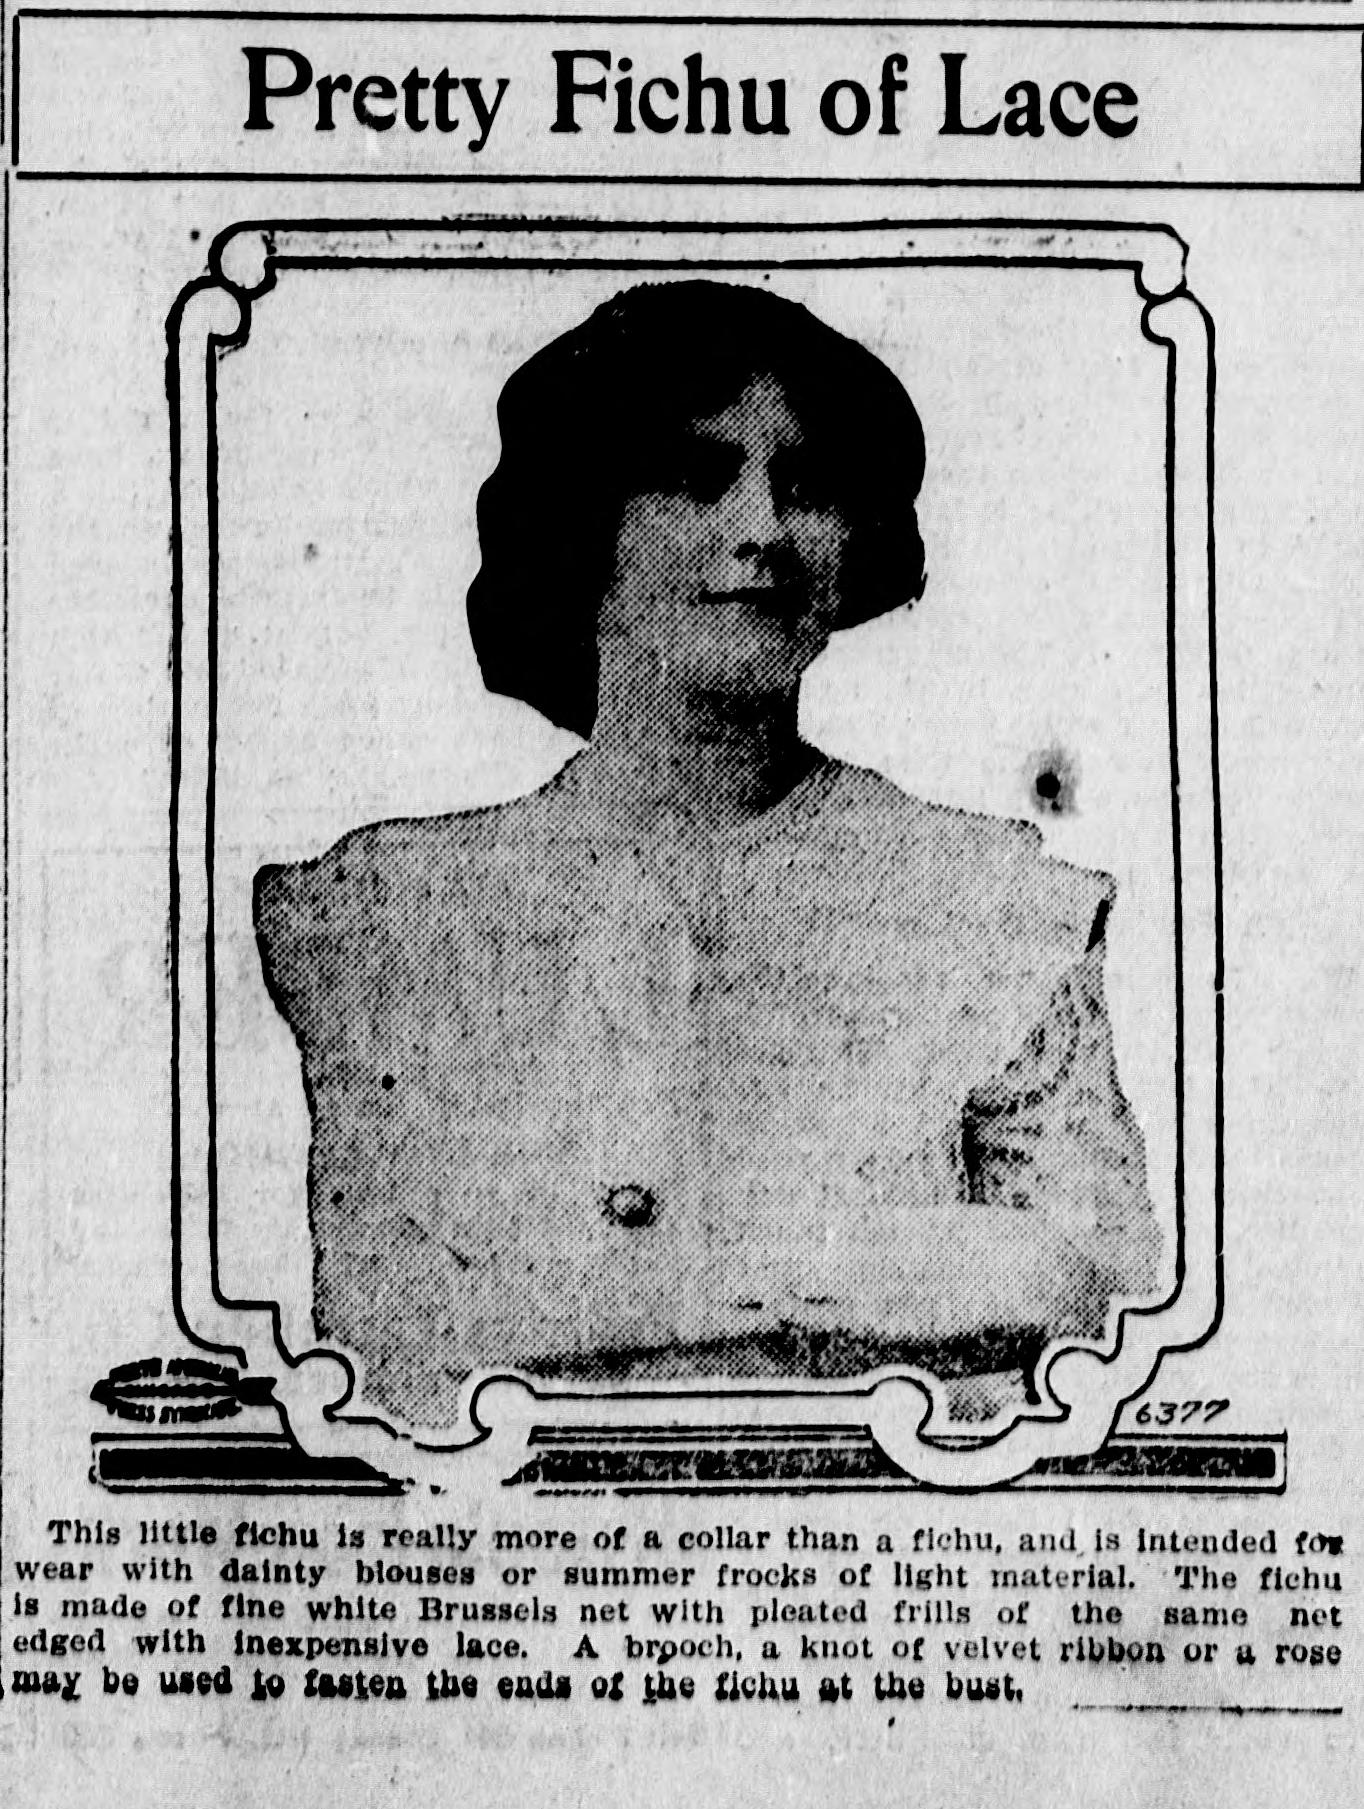 Pretty Fichu of Lace
PRESS
6377
This little fichu is really more of a collar than a fichu, and is intended for
wear with dainty blouses or summer frocks of light material. The fichu
is made of fine white Brussels net with pleated frills of the same net
edged with inexpensive lace. A brooch, a knot of velvet ribbon or a rose
may be used to fasten the ends of the fichu at the bust.